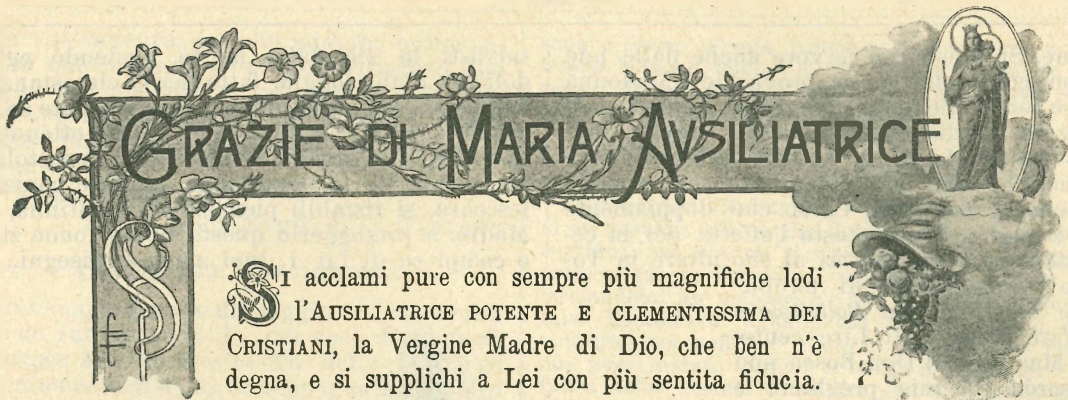 GRAZIE DI MARIA AVSILIATRICE
SI acclami pure con sempre più magnifiche lodi
l'AUSILIATRICE POTENTE E CLEMENTISSIMA DEI
CRISTIANI, la Vergine Madre di Dio, che ben n'è
degna, e si supplichi a Lei con più sentita fiducia.